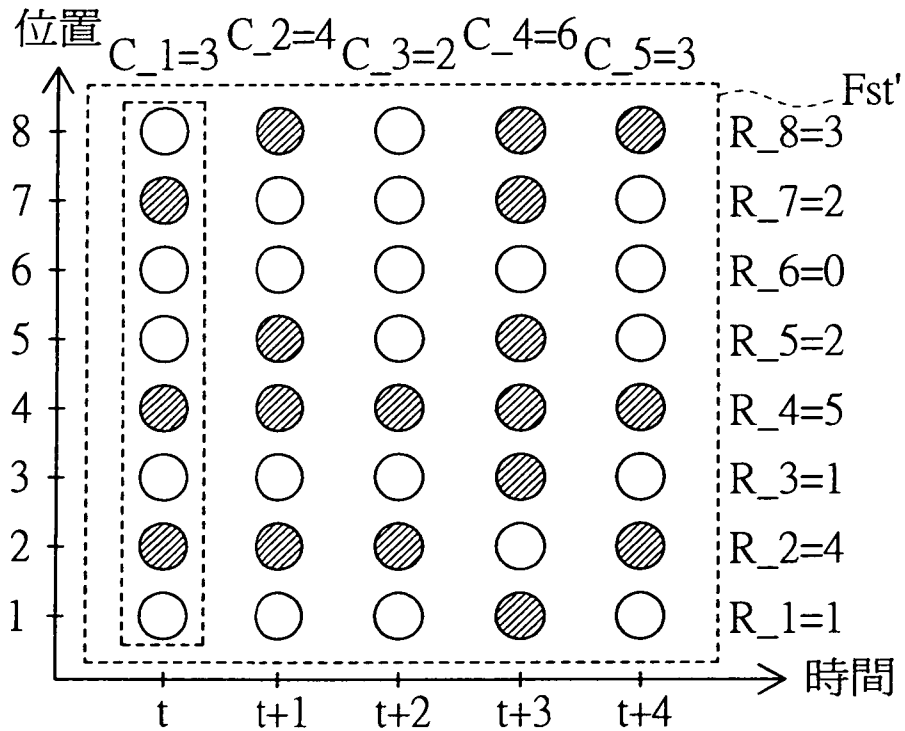 位置
C_1=3 C_2=4 C_3=2 C_4=6 C_5=3
Fst'
8 R_8=3
7 R_7=2
6 R_6=0
5 R_5=2
4 R_4=5
3 R_3=1
2 R_2=4
1 R_1=1
時間
t t+1 t+2 t+3 t+4